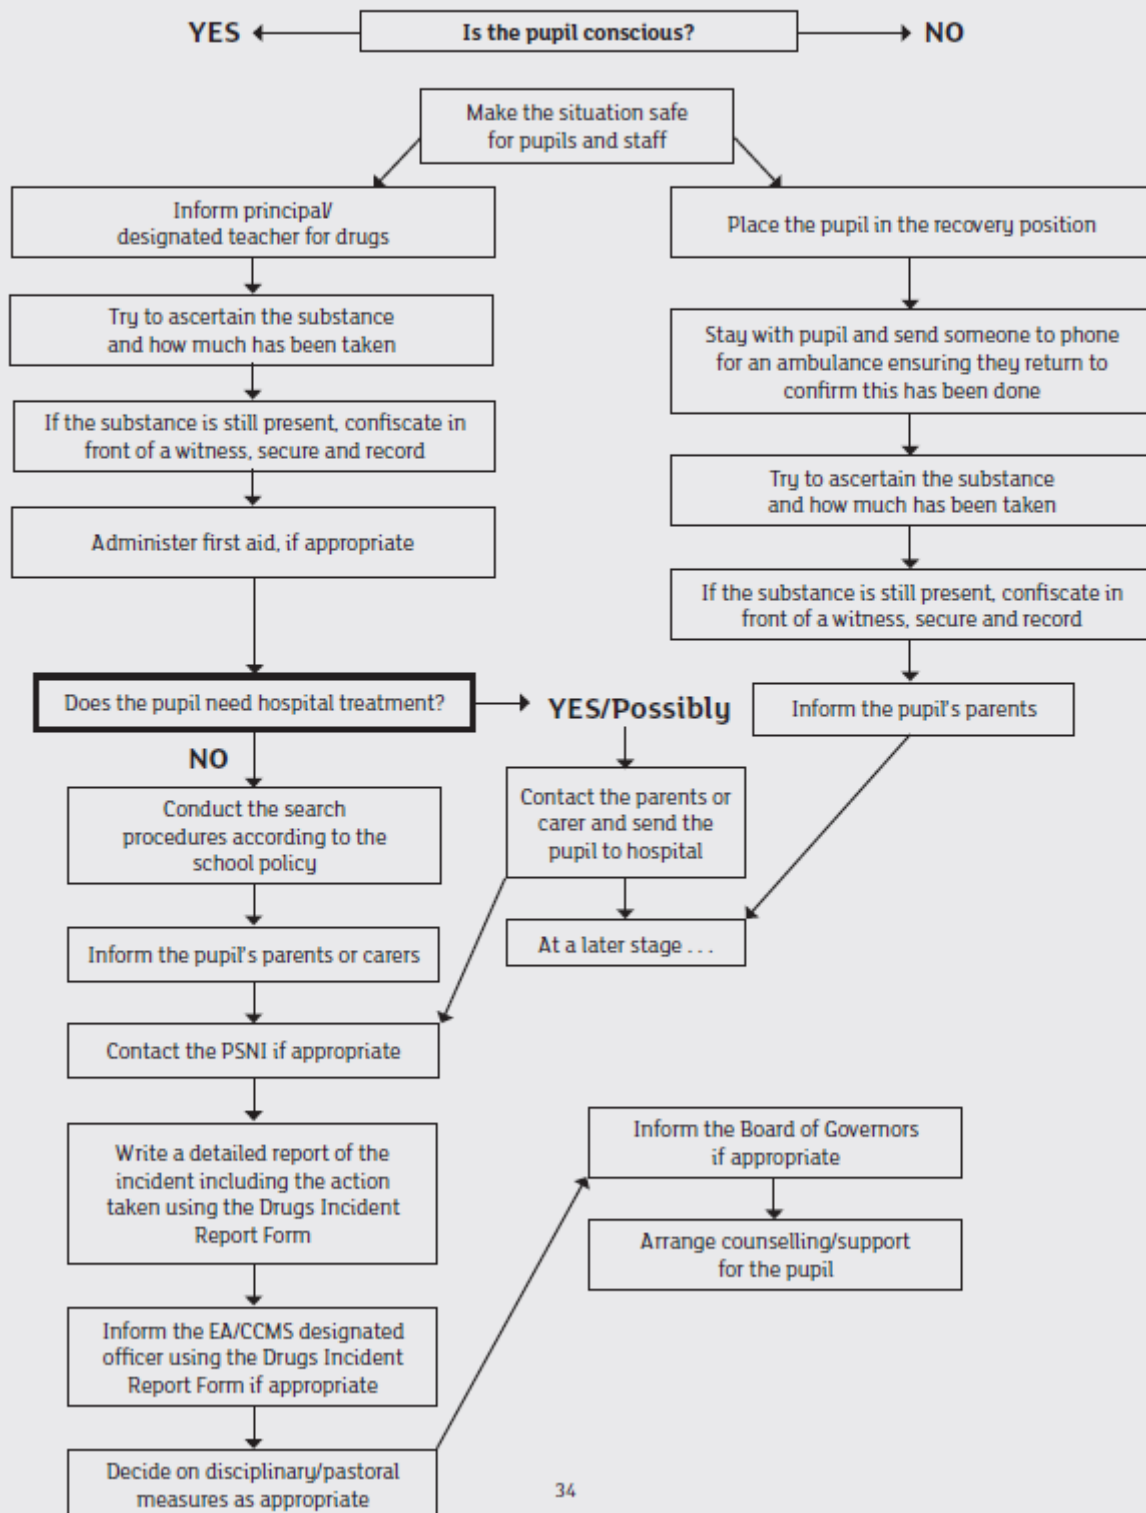 Is the pupil conscious?
YES
NO
Make the situation safe
for pupils and staff
Inform principal/
designated teacher for drugs
Try to ascertain the substance
and how much has been taken
If the substance is still present, confiscate in
front of a witness, secure and record
Administer first aid, if appropriate
Place the pupil in the recovery position
Stay with pupil and send someone to phone
for an ambulance ensuring they return to
confirm this has been done
Try to ascertain the substance
and how much has been taken
If the substance is still present, confiscate in
front of a witness, secure and record
Inform the pupil's parents
Does the pupil need hospital treatment?
YES/Possibly
Contact the parents or
carer and send the
pupil to hospital
At a later stage . . .
NO
Conduct the search
procedures according to the
school policy
Inform the pupil's parents or carers
Contact the PSNI if appropriate
Write a detailed report of the
incident including the action
taken using the Drugs Incident
Report Form
Inform the EA/CCMS designated
officer using the Drugs Incident
Report Form if appropriate
Decide on disciplinary/pastoral
measures as appropriate
Inform the Board of Governors
if appropriate
Arrange counselling/support
for the pupil
34